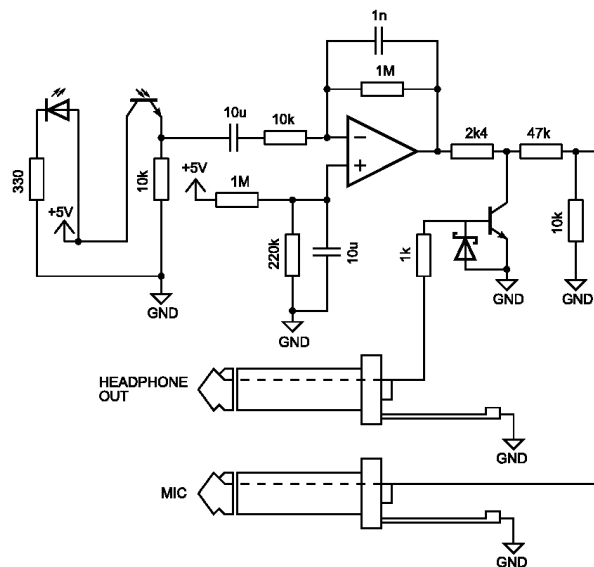 1n
1M
10u
10k
2k4
47k
330
+5V
10k
+5V
1M
220k
10u
1k
10k
GND
GND
GND
GND
HEADPHONE
OUT
GND
MIC
GND